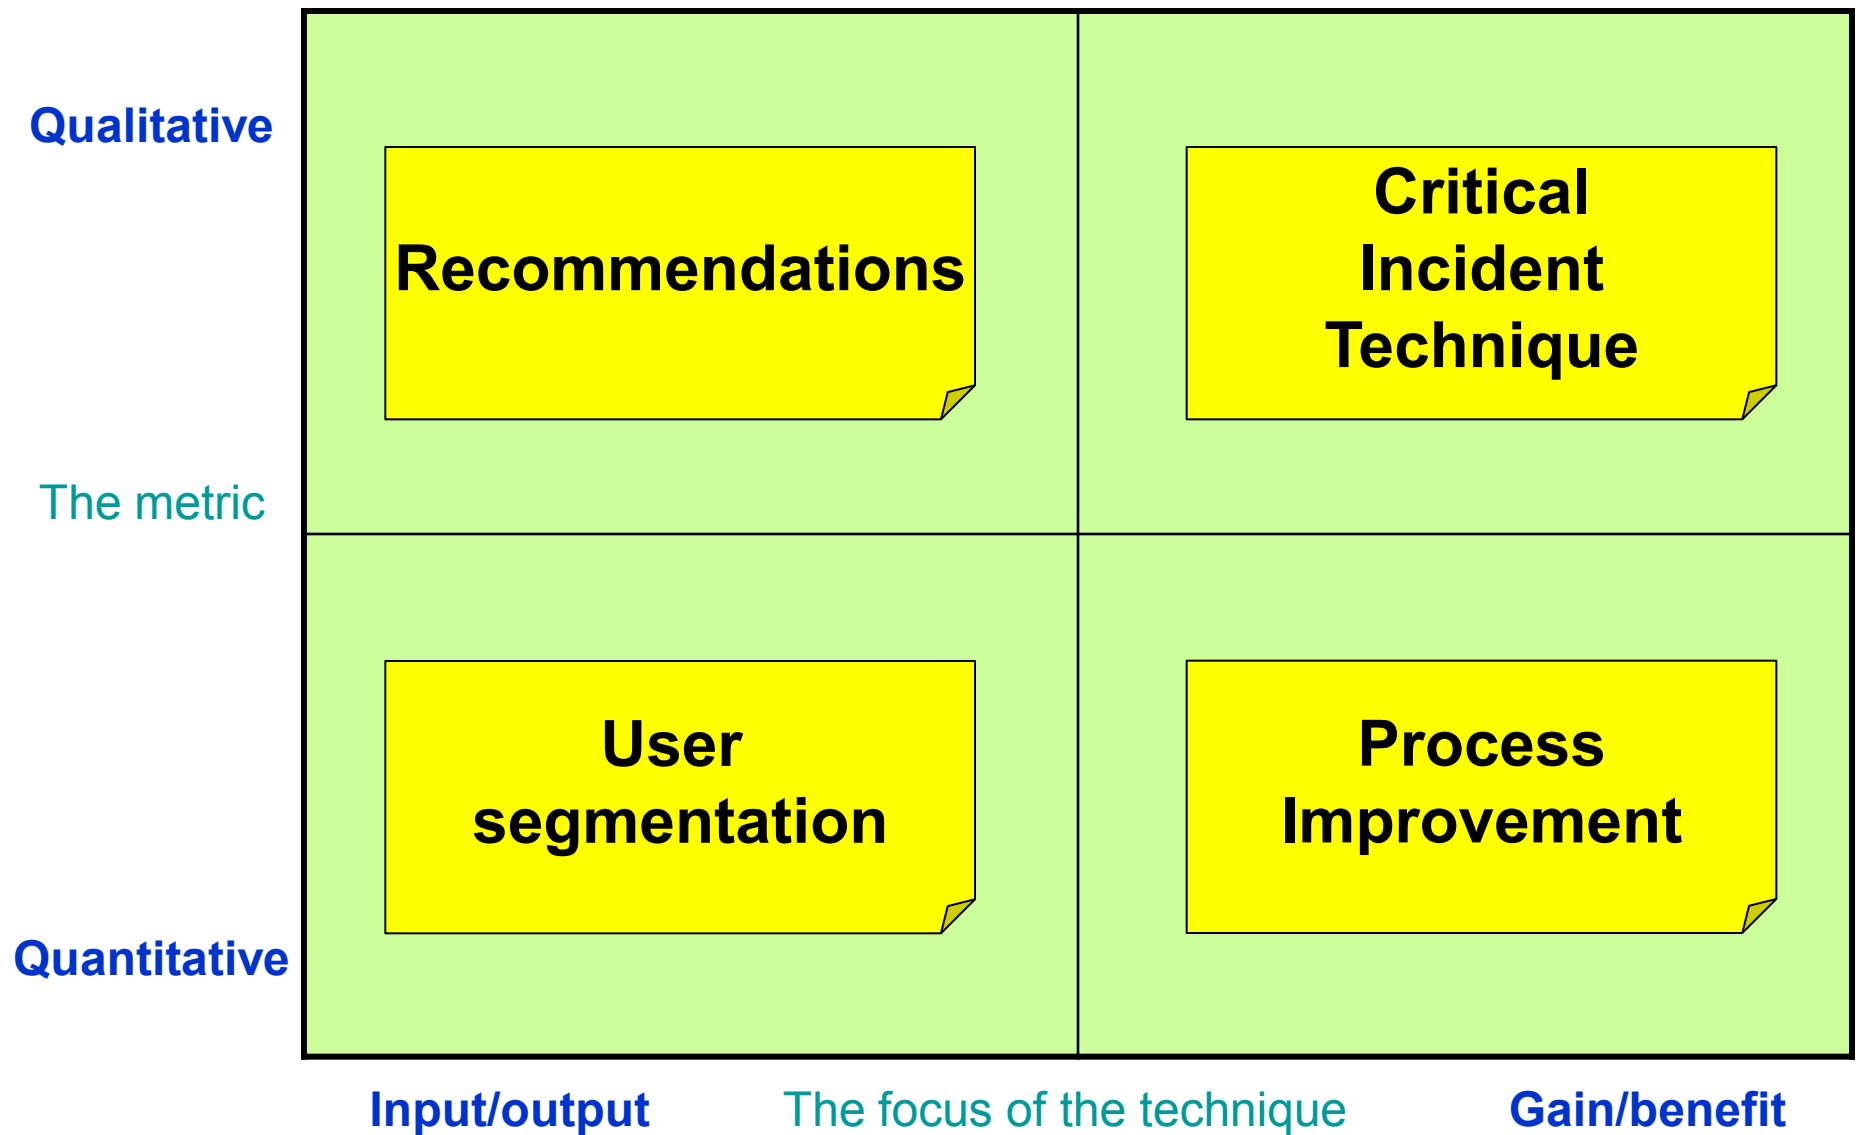 Qualitative
Recommendations
Critical
Incident
Technique
The metric
User
segmentation
Process
Improvement
Quantitative
Input/output
The focus of the technique
Gain/benefit